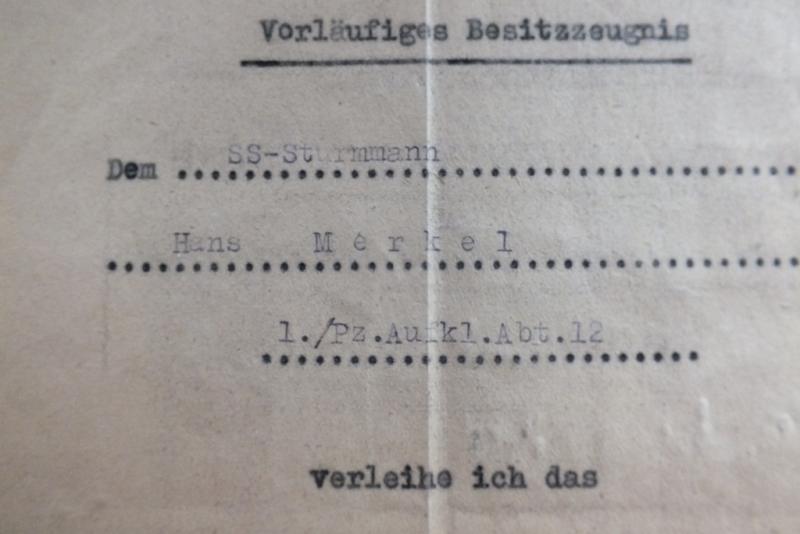 Vorläufiges Besitzzeugnis
Dem SS-Sturmmann
Hans Merkel
1./Pz.Aufkl.Abt.12
verleihe ich das